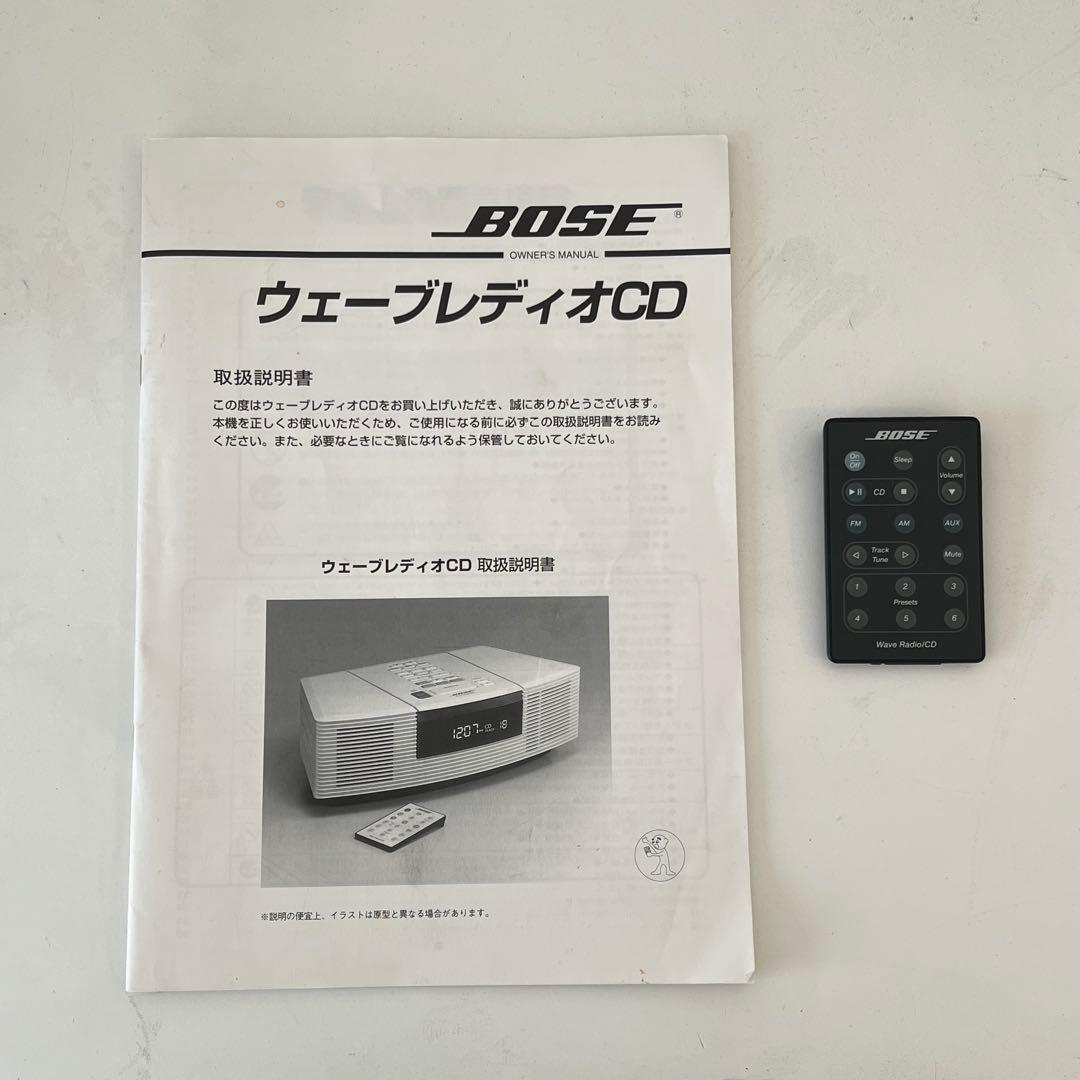 BOSE®
OWNER'S MANUAL
ウェーブレディオCD
取扱説明書
この度はウェーブレディオCDをお買い上げいただき、誠にありがとうございます。
本機を正しくお使いいただくため、ご使用になる前に必ずこの取扱説明書をお読み
ください。また、必要なときにご覧になれるよう保管しておいてください。
ウェーブレディオCD 取扱説明書
BOSE
1207 CD 18
※説明の便宜上、イラストは原型と異なる場合があります。
BOSE
On Off Sleep
Volume
CD
FM AM AUX
Track
Tune
Mute
1 2 3
Presets
4 5 6
Wave Radio/CD